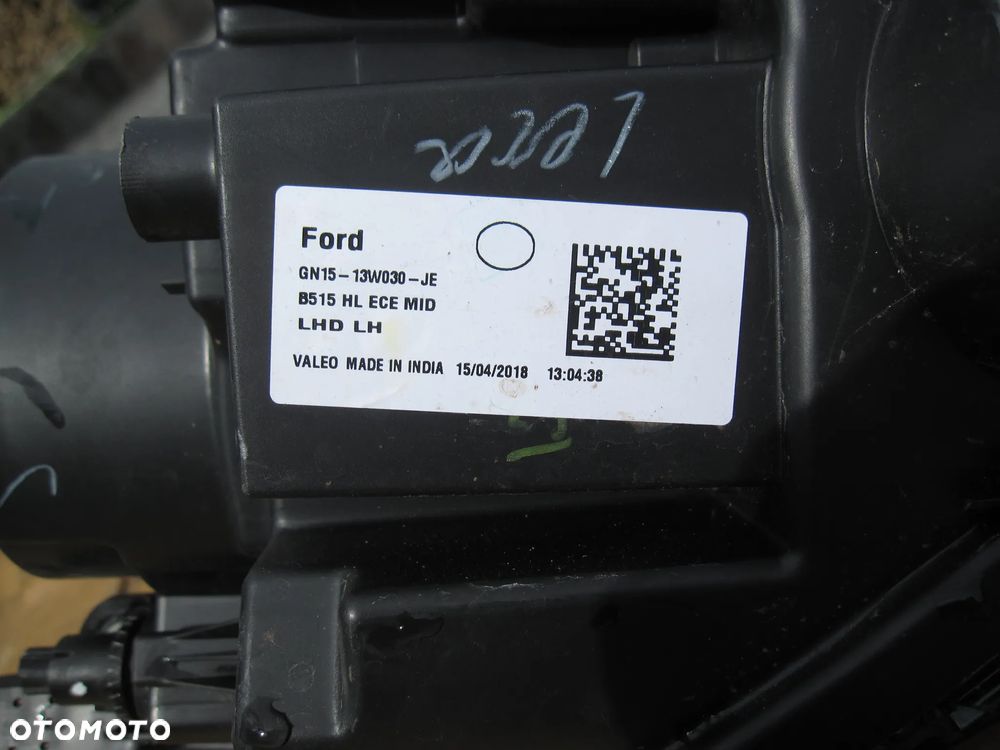 Lewa
Ford
GN15-13W030-JE
B515 HL ECE MID
LHD LH
VALEO MADE IN INDIA 15/04/2018 13:04:38
OTOMOTO